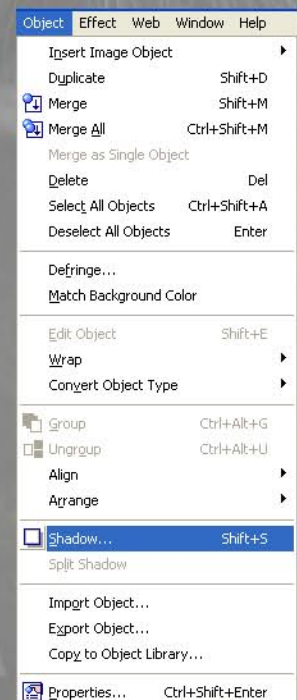 Object Effect Web Window Help
Insert Image Object
Duplicate Shift+D
Merge Shift+M
Merge All Ctrl+Shift+M
Merge as Single Object
Delete Del
Select All Objects Ctrl+Shift+A
Deselect All Objects Enter
Defringe...
Match Background Color
Edit Object Shift+E
Wrap
Convert Object Type
Group Ctrl+Alt+G
Ungroup Ctrl+Alt+U
Align
Arrange
Shadow... Shift+S
Split Shadow
Import Object...
Export Object...
Copy to Object Library...
Properties... Ctrl+Shift+Enter